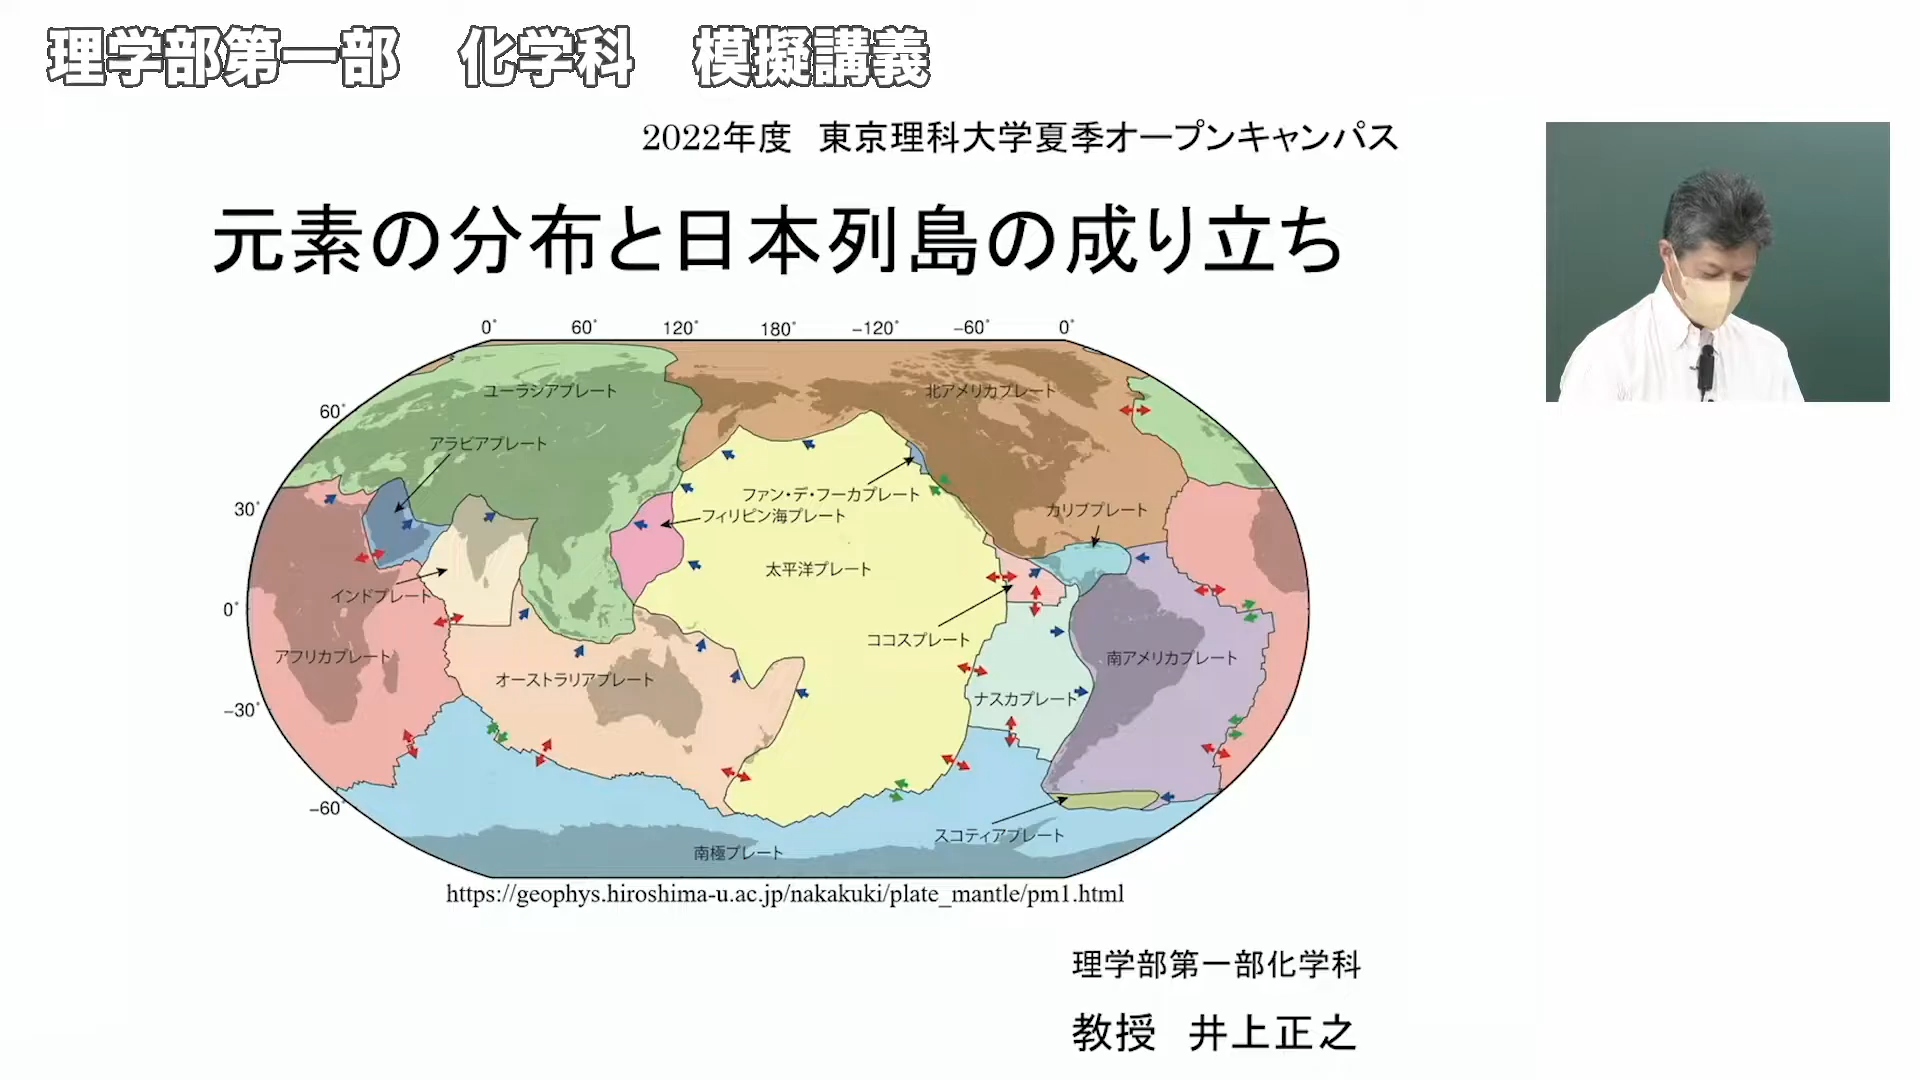 理学部第一部　化学科　模擬講義
2022年度　東京理科大学夏季オープンキャンパス
元素の分布と日本列島の成り立ち
0° 60° 120° 180° −120° −60° 0°
60°
30°
0°
−30°
−60°
ユーラシアプレート
北アメリカプレート
アラビアプレート
ファン・デ・フーカプレート
カリブプレート
フィリピン海プレート
太平洋プレート
インドプレート
ココスプレート
アフリカプレート
南アメリカプレート
オーストラリアプレート
ナスカプレート
スコティアプレート
南極プレート
https://geophys.hiroshima-u.ac.jp/nakakuki/plate_mantle/pm1.html
理学部第一部化学科
教授　井上正之